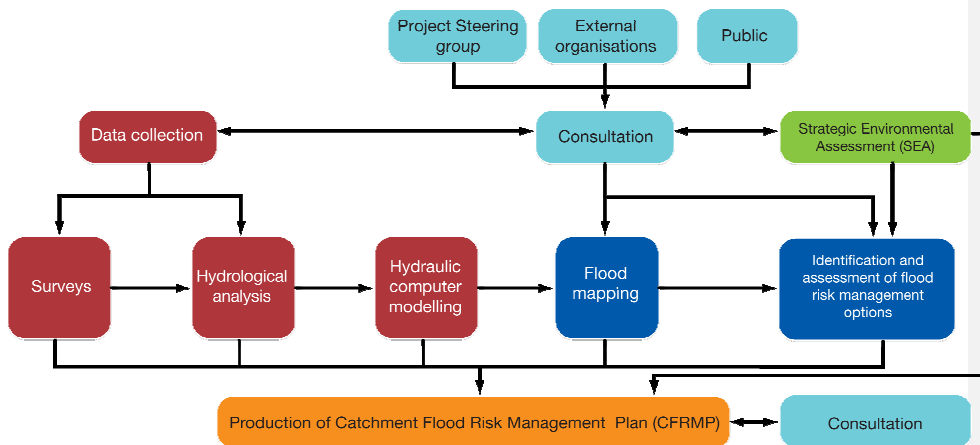 Project Steering
group
External
organisations
Public
Data collection
Consultation
Strategic Environmental
Assessment (SEA)
Surveys
Hydrological
analysis
Hydraulic
computer
modelling
Flood
mapping
Identification and
assessment of flood
risk management
options
Production of Catchment Flood Risk Management Plan (CFRMP)
Consultation